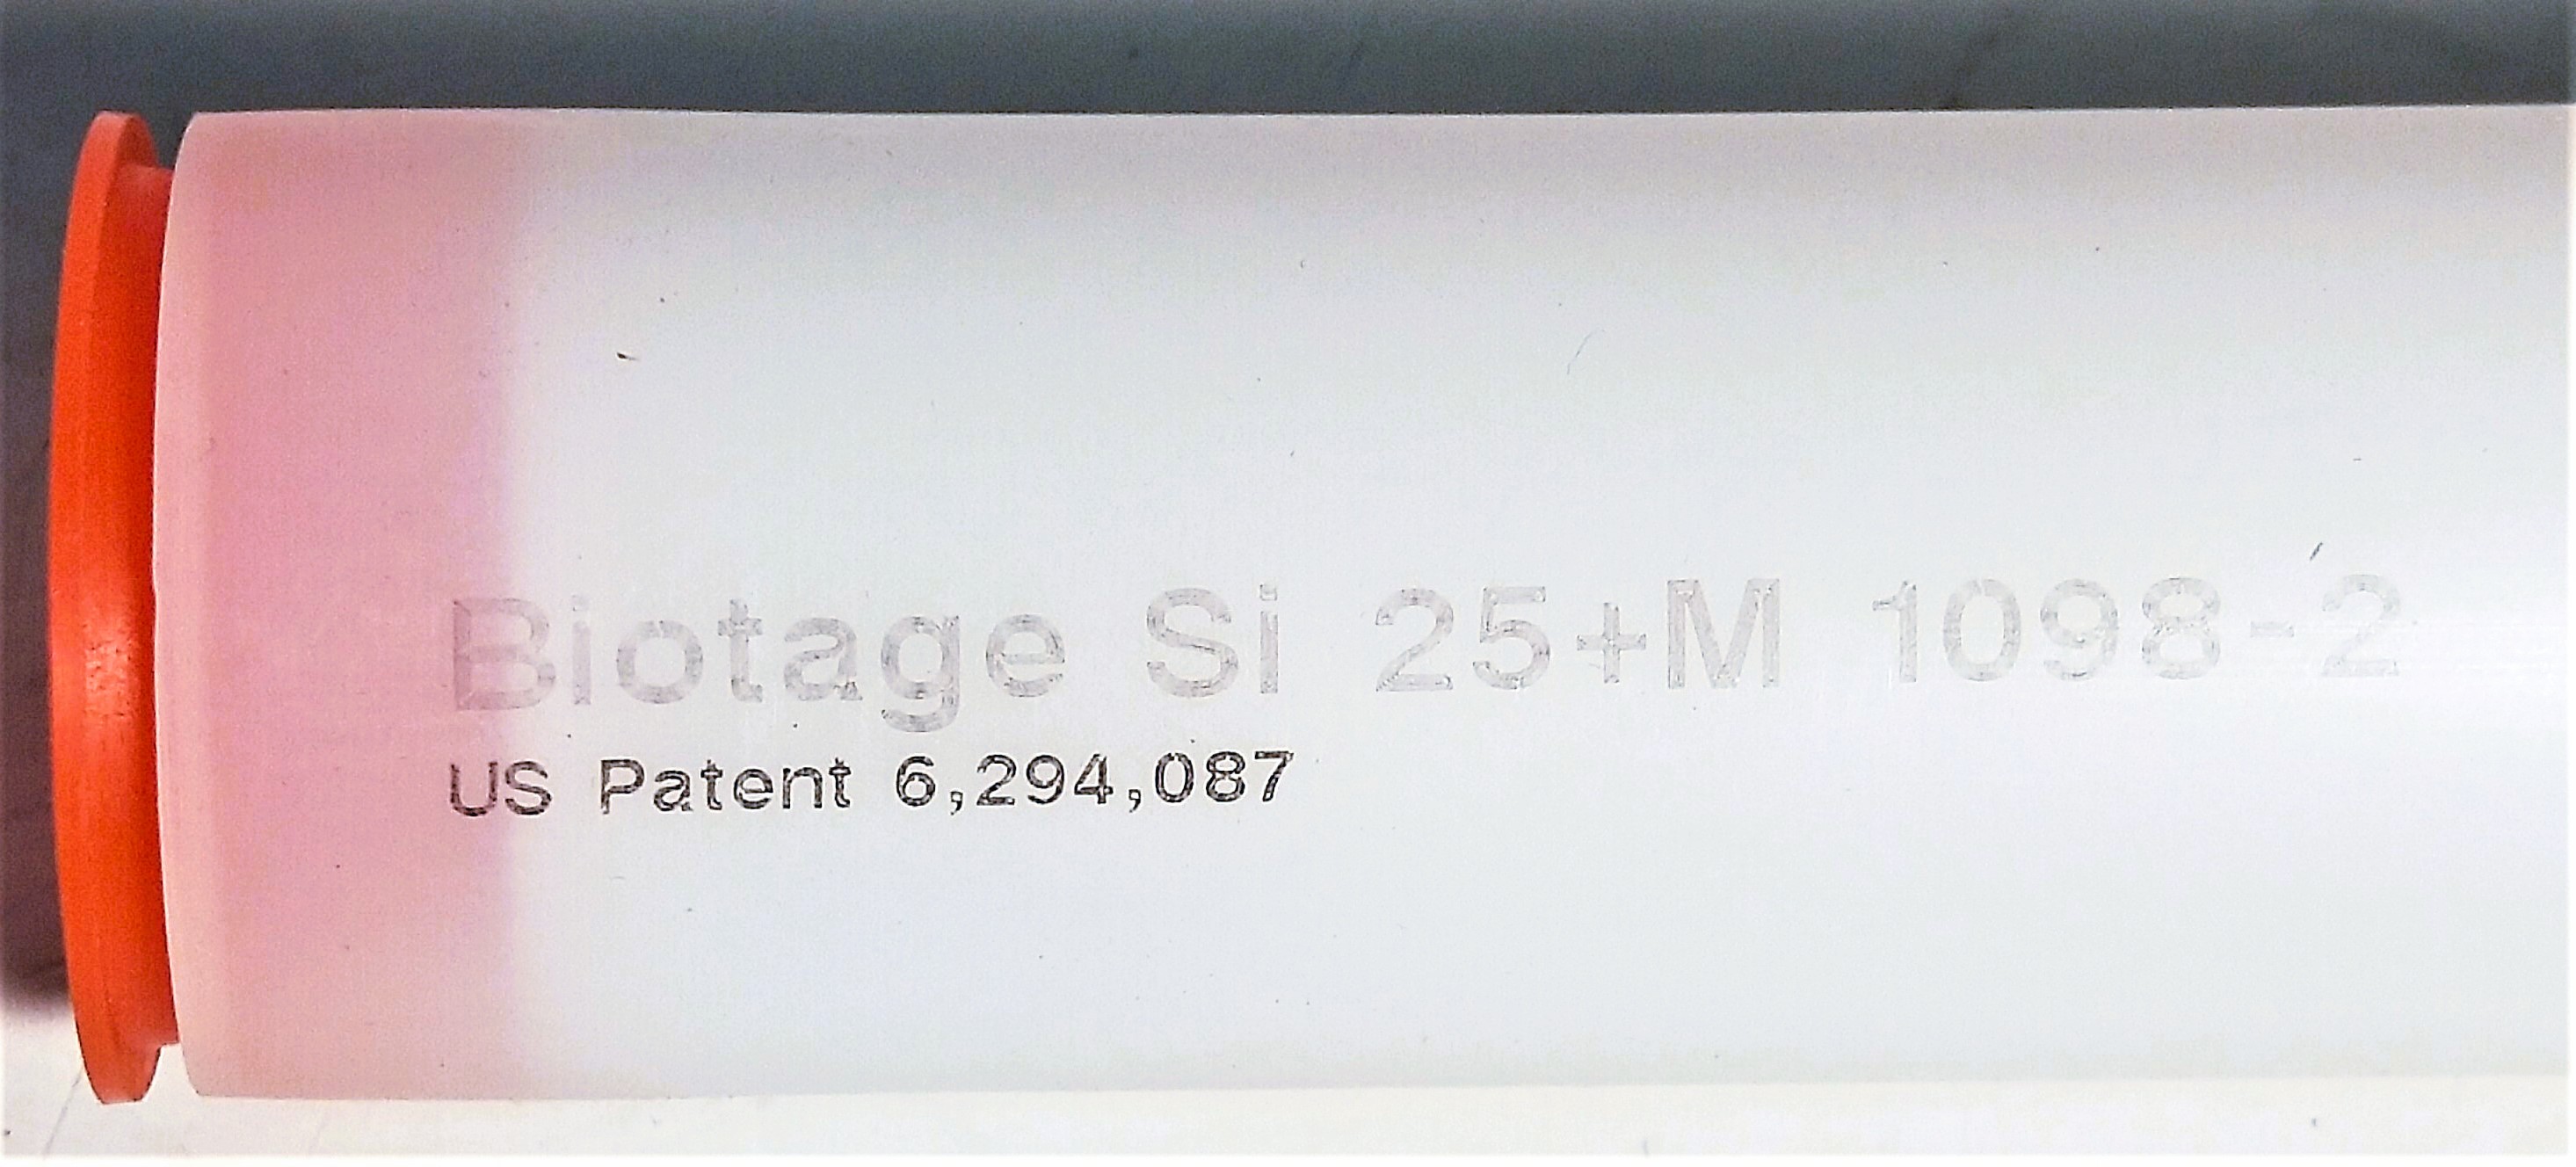 Biotage Si 25+M 1098-2
US Patent 6,294,087